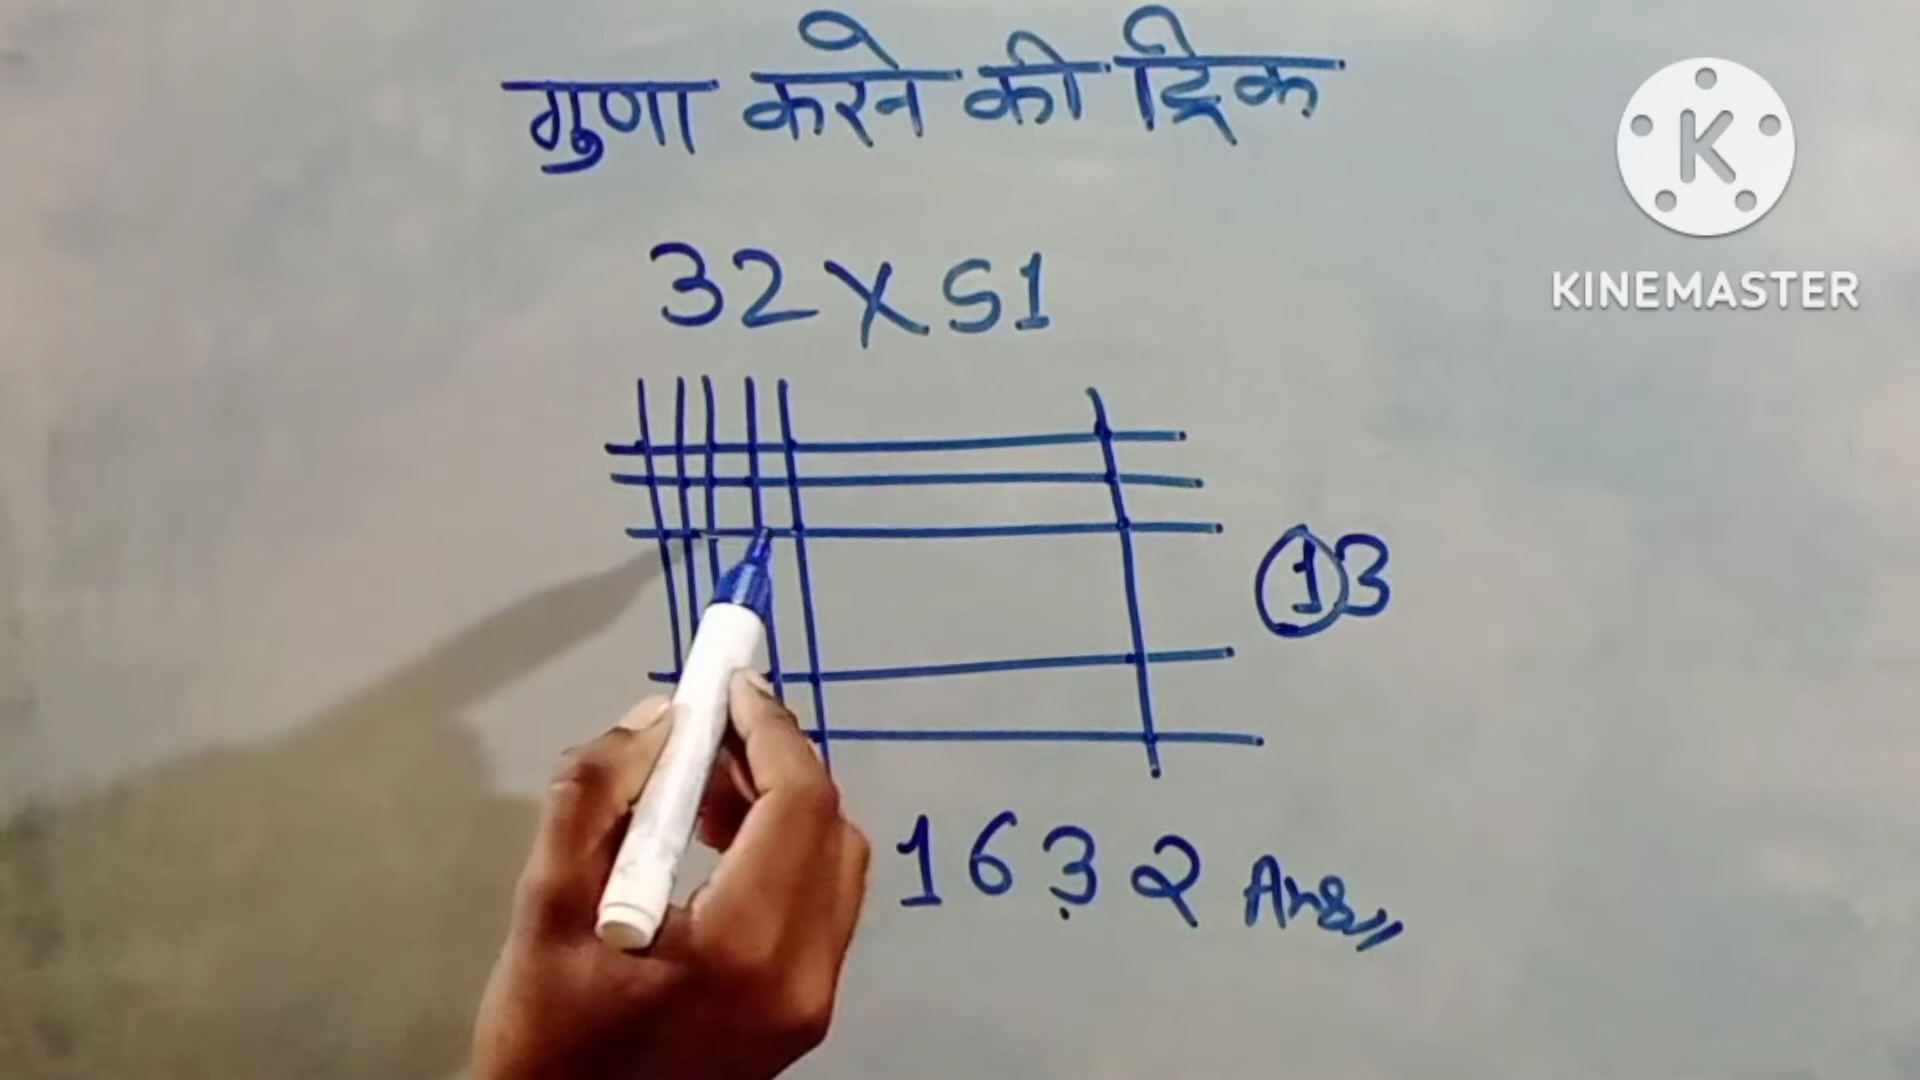 गुणा करने की ट्रिक
K
KINEMASTER
32 X 51
13
1632 Ans